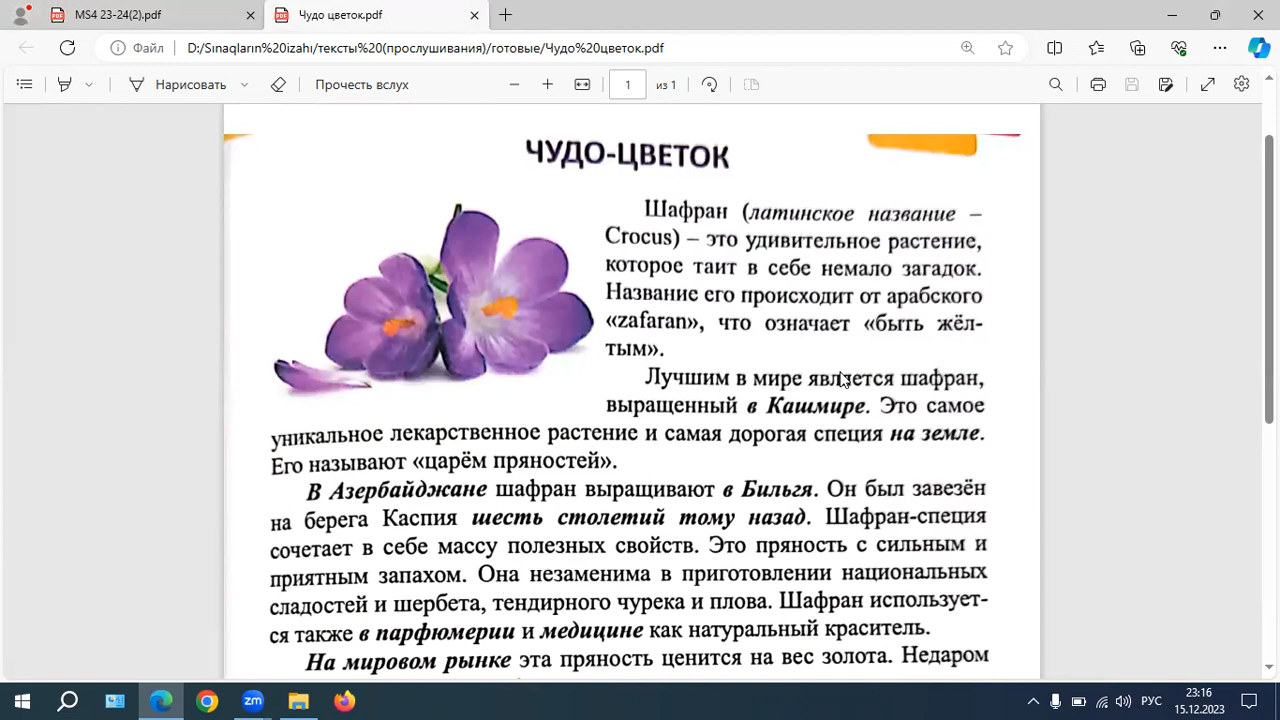 MS4 23-24(2).pdf
Чудо цветок.pdf
Файл
D:/Sınaqların%20izahı/тексты%20(прослушивания)/готовые/Чудо%20цветок.pdf
Нарисовать
Прочесть вслух
1
из 1
ЧУДО-ЦВЕТОК
Шафран (латинское название –
Crocus) – это удивительное растение,
которое таит в себе немало загадок.
Название его происходит от арабского
«zafaran», что означает «быть жёл-
тым».
Лучшим в мире является шафран,
выращенный в Кашмире. Это самое
уникальное лекарственное растение и самая дорогая специя на земле.
Его называют «царём пряностей».
В Азербайджане шафран выращивают в Бильгя. Он был завезён
на берега Каспия шесть столетий тому назад. Шафран-специя
сочетает в себе массу полезных свойств. Это пряность с сильным и
приятным запахом. Она незаменима в приготовлении национальных
сладостей и шербета, тендирного чурека и плова. Шафран использует-
ся также в парфюмерии и медицине как натуральный краситель.
На мировом рынке эта пряность ценится на вес золота. Недаром
zm
РУС
23:16
15.12.2023